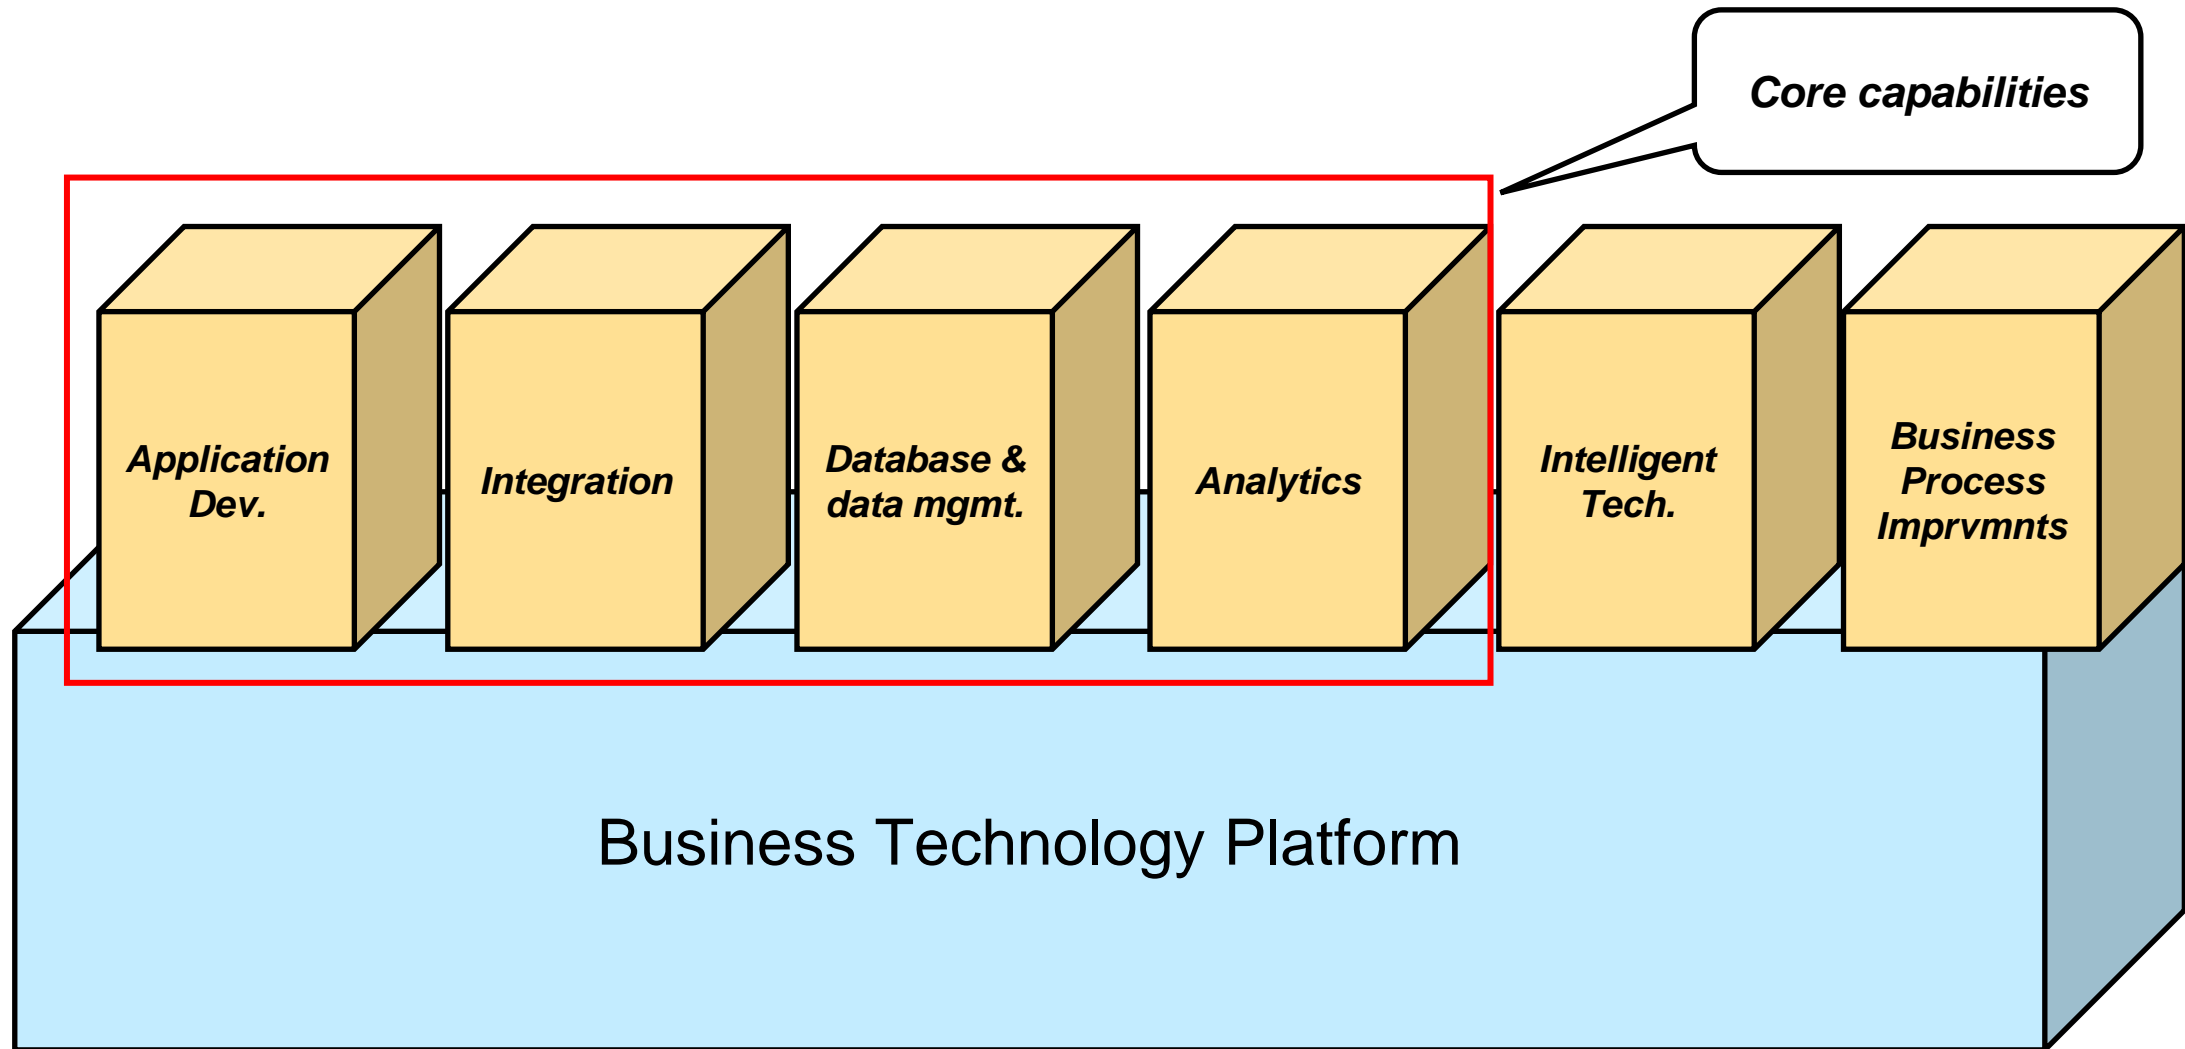 Core capabilities
Application
Dev.
Integration
Database &
data mgmt.
Analytics
Intelligent
Tech.
Business
Process
Imprvmnts
Business Technology Platform